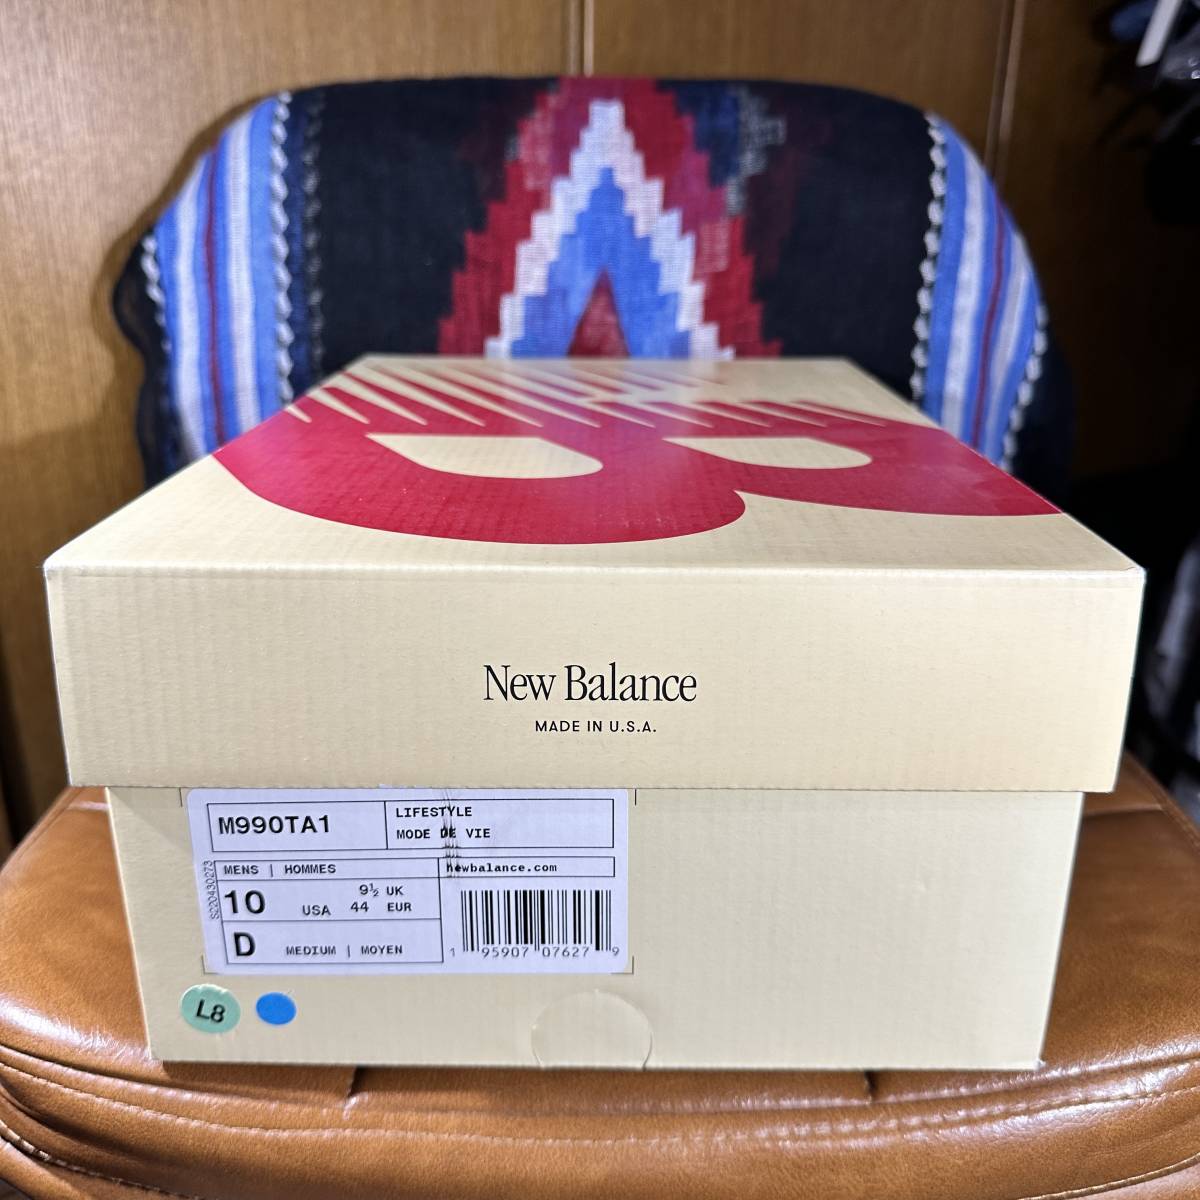 New Balance
MADE IN U.S.A.
M990TA1
LIFESTYLE
MODE DE VIE
MENS | HOMMES
newbalance.com
S220430273
10 USA 9½ UK
44 EUR
D MEDIUM | MOYEN
1 95907 07627 9
L8